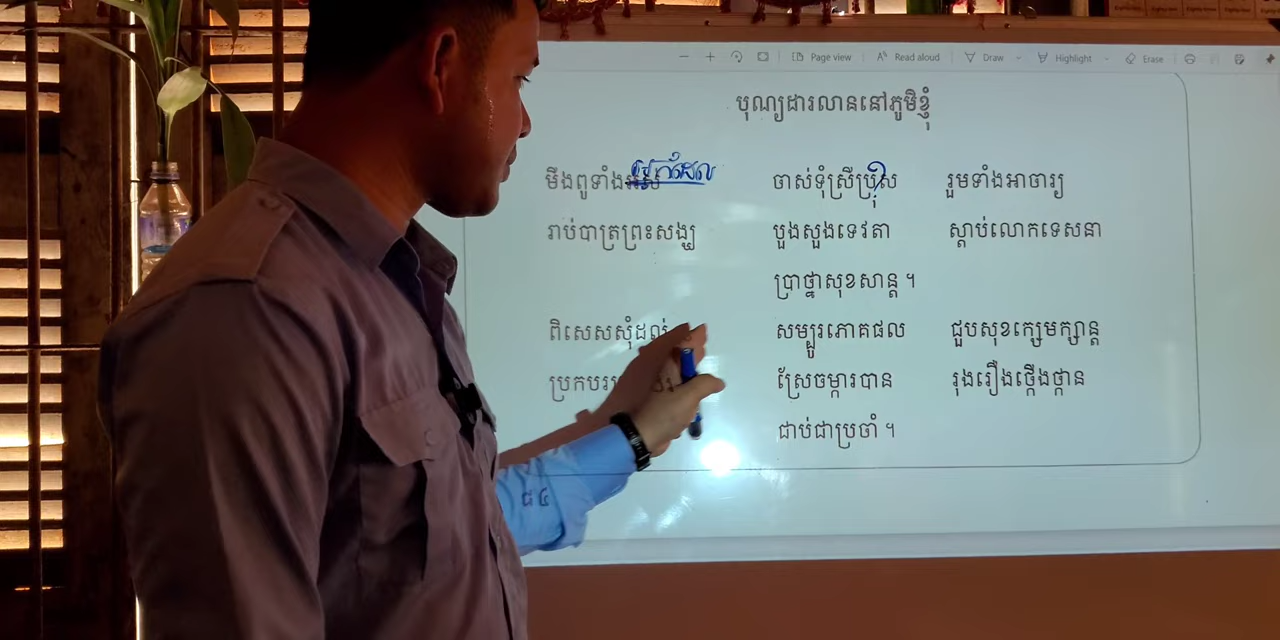 Page view Read aloud Draw Highlight Erase
បុណ្យដារលាននៅភូមិខ្ញុំ
មីងពូទាំង ចាស់ទុំស្រីប្រុស រួមទាំងអាចារ្យ
រាប់បាត្រព្រះសង្ឃ បួងសួងទេវតា ស្តាប់លោកទេសនា
ប្រាថ្នាសុខសាន្ត ។
ពិសេសសុំដល់ សម្បូរភោគផល ជួបសុខក្សេមក្សាន្ត
ប្រកប ស្រែចម្ការបាន រុងរឿងថ្កើងថ្កាន
ជាប់ជាប្រចាំ ។
៨៤